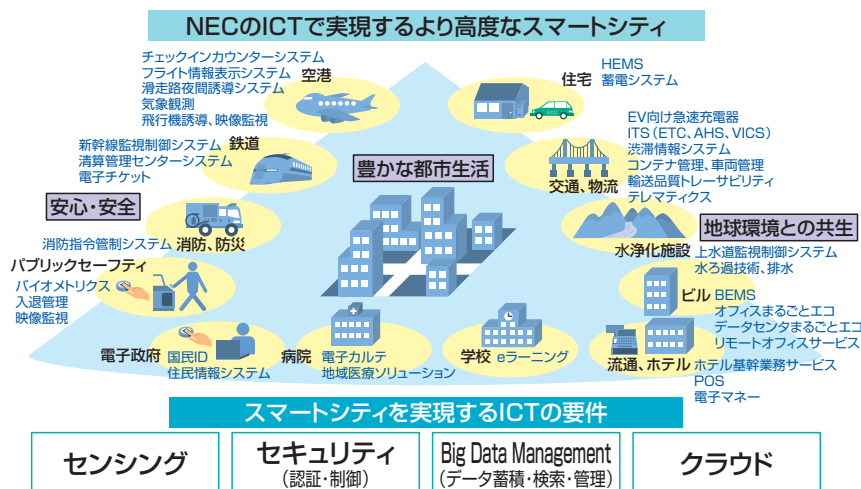 NECのICTで実現するより高度なスマートシティ
チェックインカウンターシステム
フライト情報表示システム
滑走路夜間誘導システム
気象観測
飛行機誘導、映像監視
空港
住宅
HEMS
蓄電システム
新幹線監視制御システム
清算管理センターシステム
電子チケット
鉄道
豊かな都市生活
交通、物流
EV向け急速充電器
ITS（ETC、AHS、VICS）
渋滞情報システム
コンテナ管理、車両管理
輸送品質トレーサビリティ
テレマティクス
安心・安全
消防指令管制システム
消防、防災
地球環境との共生
水浄化施設
上水道監視制御システム
水ろ過技術、排水
パブリックセーフティ
バイオメトリクス
入退管理
映像監視
ビル
BEMS
オフィスまるごとエコ
データセンタまるごとエコ
リモートオフィスサービス
電子政府
国民ID
住民情報システム
病院
電子カルテ
地域医療ソリューション
学校
eラーニング
流通、ホテル
ホテル基幹業務サービス
POS
電子マネー
スマートシティを実現するICTの要件
センシング
セキュリティ
（認証・制御）
Big Data Management
（データ蓄積・検索・管理）
クラウド